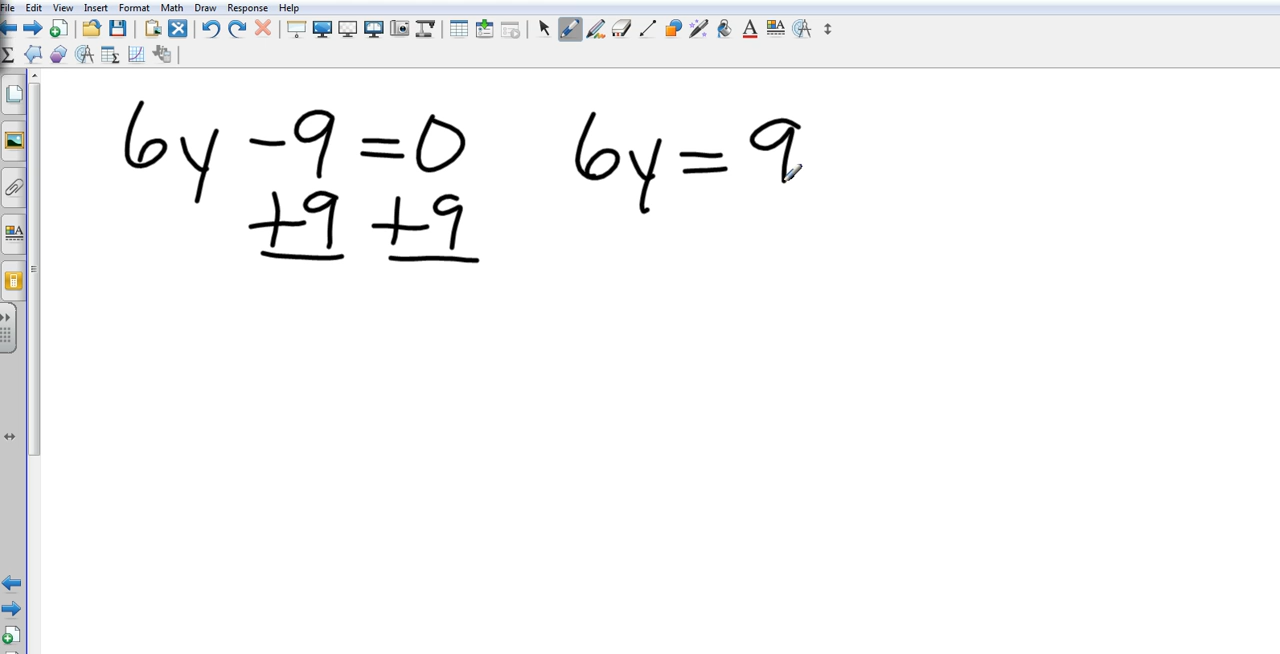 File Edit View Insert Format Math Draw Response Help
6y - 9 = 0 6y = 9
+9 +9